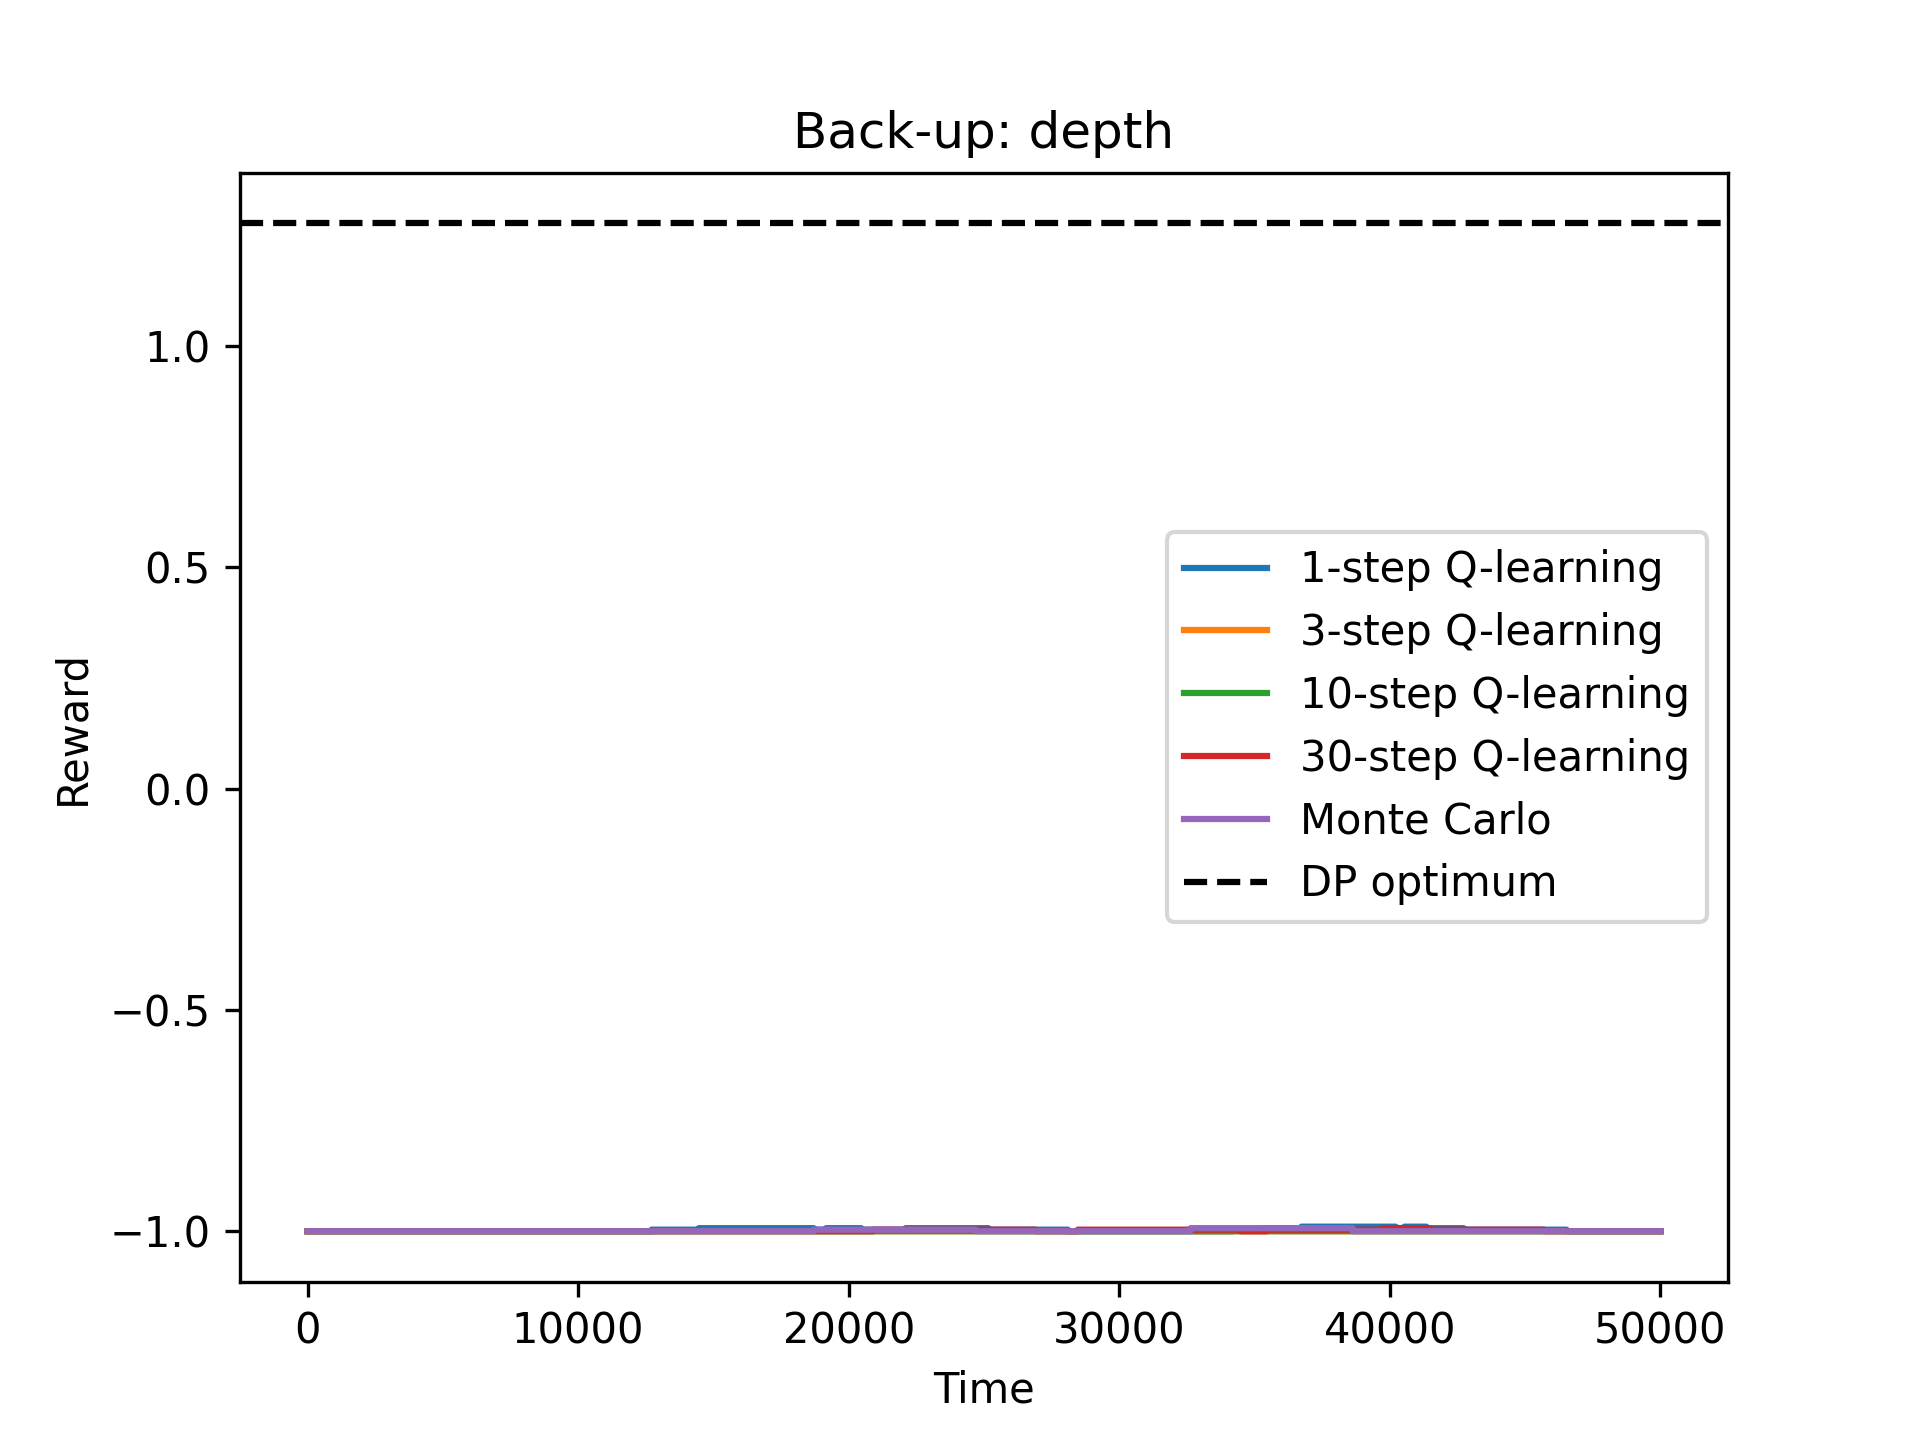 Back-up: depth
Reward
1.0
0.5
0.0
−0.5
−1.0
1-step Q-learning
3-step Q-learning
10-step Q-learning
30-step Q-learning
Monte Carlo
DP optimum
0 10000 20000 30000 40000 50000
Time